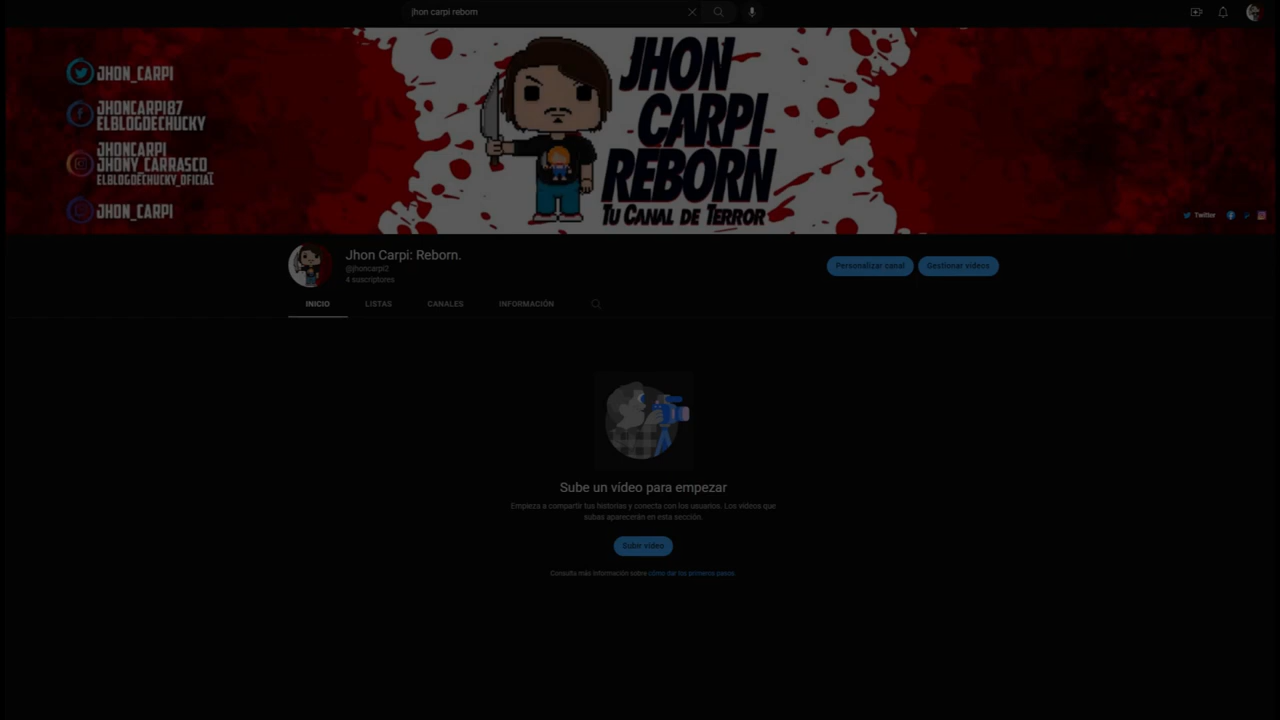 jhon carpi reborn
JHON_CARPI
JHONCARPI87
ELBLOGDECHUCKY
JHONCARPI
JHONY_CARRASCO_
ELBLOGDECHUCKY_OFICIAL
JHON_CARPI
JHON
CARPI
REBORN
TU CANAL DE TERROR
Twitter
Jhon Carpi: Reborn.
@jhoncarpi2
4 suscriptores
Personalizar canal
Gestionar vídeos
INICIO
LISTAS
CANALES
INFORMACIÓN
Sube un vídeo para empezar
Empieza a compartir tus historias y conecta con los usuarios. Los vídeos que
subas aparecerán en esta sección.
Subir vídeo
Consulta más información sobre cómo dar tus primeros pasos.